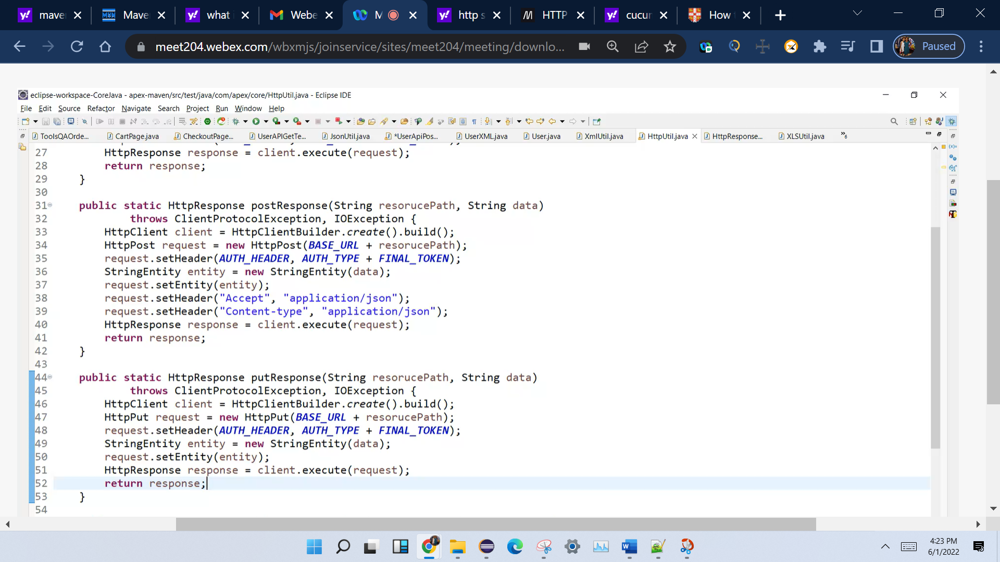 mave
Mave
what i
Webe
M
http s
HTTP
cucur
How
meet204.webex.com/wbxmjs/joinservice/sites/meet204/meeting/downlo...
Paused
eclipse-workspace-CoreJava - apex-maven/src/test/java/com/apex/core/HttpUtil.java - Eclipse IDE
File Edit Source Refactor Navigate Search Project Run Window Help
ToolsQAOrde... CartPage.java CheckoutPage... UserAPIGetTe... JsonUtil.java *UserApiPos... UserXML.java User.java XmlUtil.java HttpUtil.java HttpResponse... XLSUtil.java »6
27 HttpResponse response = client.execute(request);
28 return response;
29 }
30
31 public static HttpResponse postResponse(String resorucePath, String data)
32 throws ClientProtocolException, IOException {
33 HttpClient client = HttpClientBuilder.create().build();
34 HttpPost request = new HttpPost(BASE_URL + resorucePath);
35 request.setHeader(AUTH_HEADER, AUTH_TYPE + FINAL_TOKEN);
36 StringEntity entity = new StringEntity(data);
37 request.setEntity(entity);
38 request.setHeader("Accept", "application/json");
39 request.setHeader("Content-type", "application/json");
40 HttpResponse response = client.execute(request);
41 return response;
42 }
43
44 public static HttpResponse putResponse(String resorucePath, String data)
45 throws ClientProtocolException, IOException {
46 HttpClient client = HttpClientBuilder.create().build();
47 HttpPut request = new HttpPut(BASE_URL + resorucePath);
48 request.setHeader(AUTH_HEADER, AUTH_TYPE + FINAL_TOKEN);
49 StringEntity entity = new StringEntity(data);
50 request.setEntity(entity);
51 HttpResponse response = client.execute(request);
52 return response;
53 }
54
4:23 PM
6/1/2022